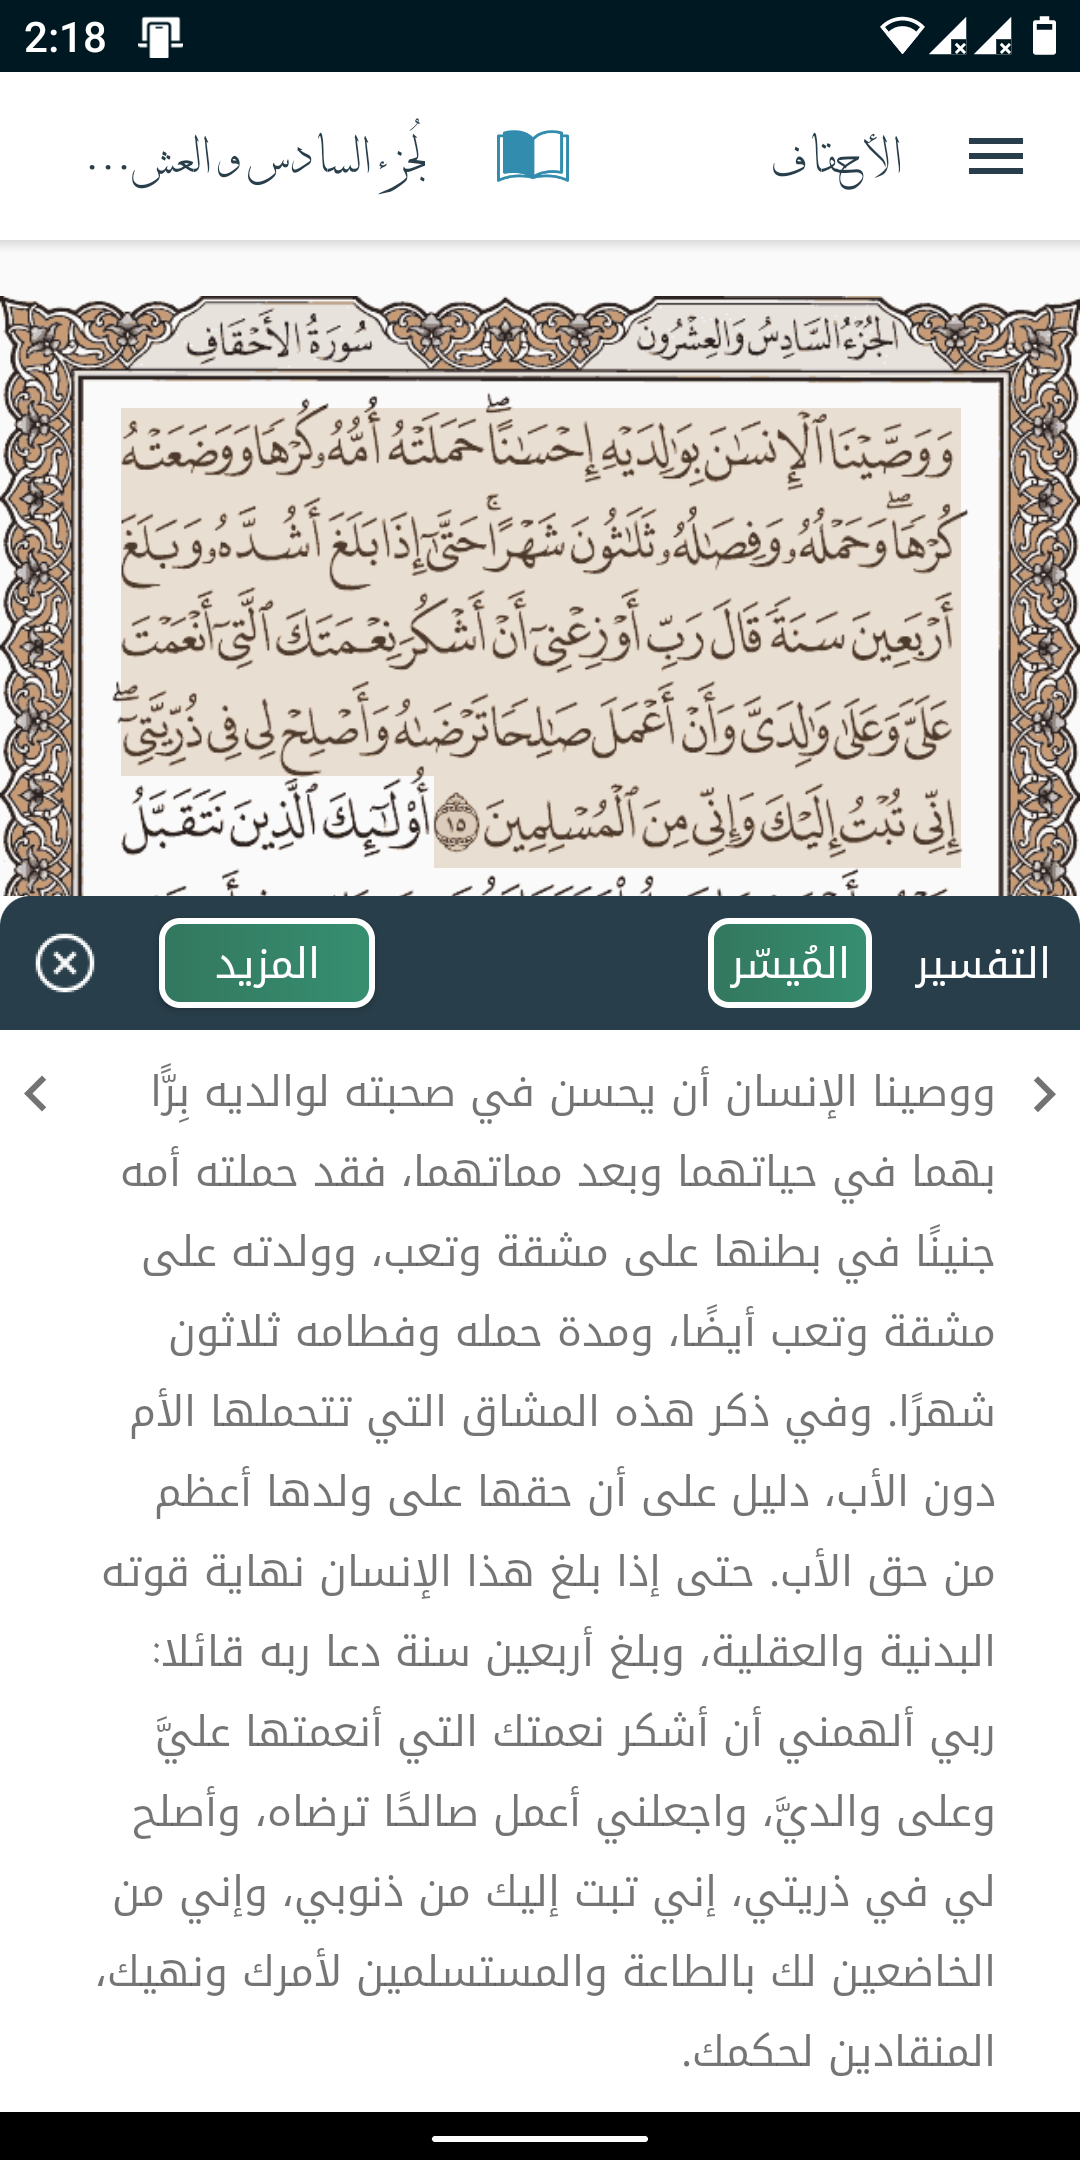 2:18
الأحقاف
لجزء السادس والعش...
الجُزْءُ السَّادِسُ وَالعِشْرُونَ
سُورَةُ الأَحْقَافِ
وَوَصَّيْنَا ٱلْإِنسَٰنَ بِوَٰلِدَيْهِ إِحْسَٰنًاۖ حَمَلَتْهُ أُمُّهُۥ كُرْهًا وَوَضَعَتْهُ
كُرْهًاۖ وَحَمْلُهُۥ وَفِصَٰلُهُۥ ثَلَٰثُونَ شَهْرًاۚ حَتَّىٰٓ إِذَا بَلَغَ أَشُدَّهُۥ وَبَلَغَ
أَرْبَعِينَ سَنَةً قَالَ رَبِّ أَوْزِعْنِىٓ أَنْ أَشْكُرَ نِعْمَتَكَ ٱلَّتِىٓ أَنْعَمْتَ
عَلَىَّ وَعَلَىٰ وَٰلِدَىَّ وَأَنْ أَعْمَلَ صَٰلِحًا تَرْضَىٰهُ وَأَصْلِحْ لِى فِى ذُرِّيَّتِىٓۖ
إِنِّى تُبْتُ إِلَيْكَ وَإِنِّى مِنَ ٱلْمُسْلِمِينَ ١٥ أُو۟لَٰٓئِكَ ٱلَّذِينَ نَتَقَبَّلُ
التفسير
المُيسّر
المزيد
ووصينا الإنسان أن يحسن في صحبته لوالديه بِرًّا
بهما في حياتهما وبعد مماتهما، فقد حملته أمه
جنينًا في بطنها على مشقة وتعب، وولدته على
مشقة وتعب أيضًا، ومدة حمله وفطامه ثلاثون
شهرًا. وفي ذكر هذه المشاق التي تتحملها الأم
دون الأب، دليل على أن حقها على ولدها أعظم
من حق الأب. حتى إذا بلغ هذا الإنسان نهاية قوته
البدنية والعقلية، وبلغ أربعين سنة دعا ربه قائلا:
ربي ألهمني أن أشكر نعمتك التي أنعمتها عليَّ
وعلى والديَّ، واجعلني أعمل صالحًا ترضاه، وأصلح
لي في ذريتي، إني تبت إليك من ذنوبي، وإني من
الخاضعين لك بالطاعة والمستسلمين لأمرك ونهيك،
المنقادين لحكمك.